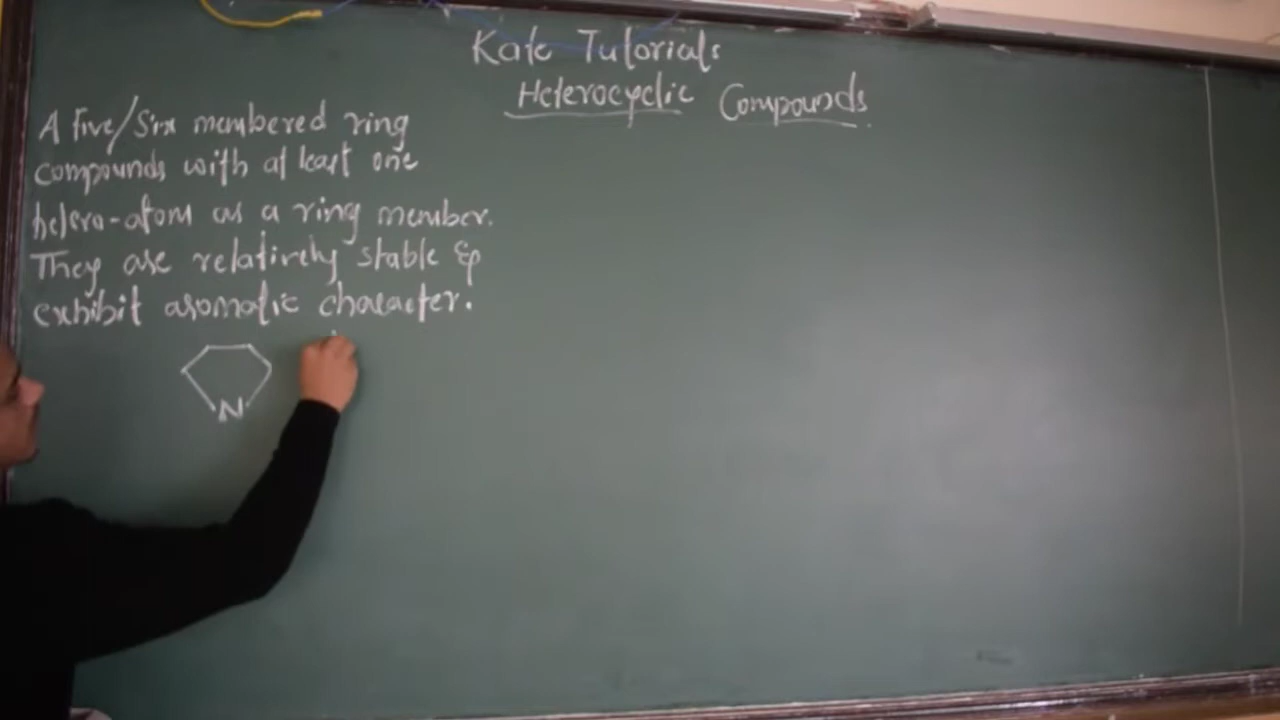 Kate Tutorials
Heterocyclic Compounds
A Five/Six membered ring
compounds with at least one
hetero-atom as a ring member.
They are relatively stable &
exhibit aromatic character.
N